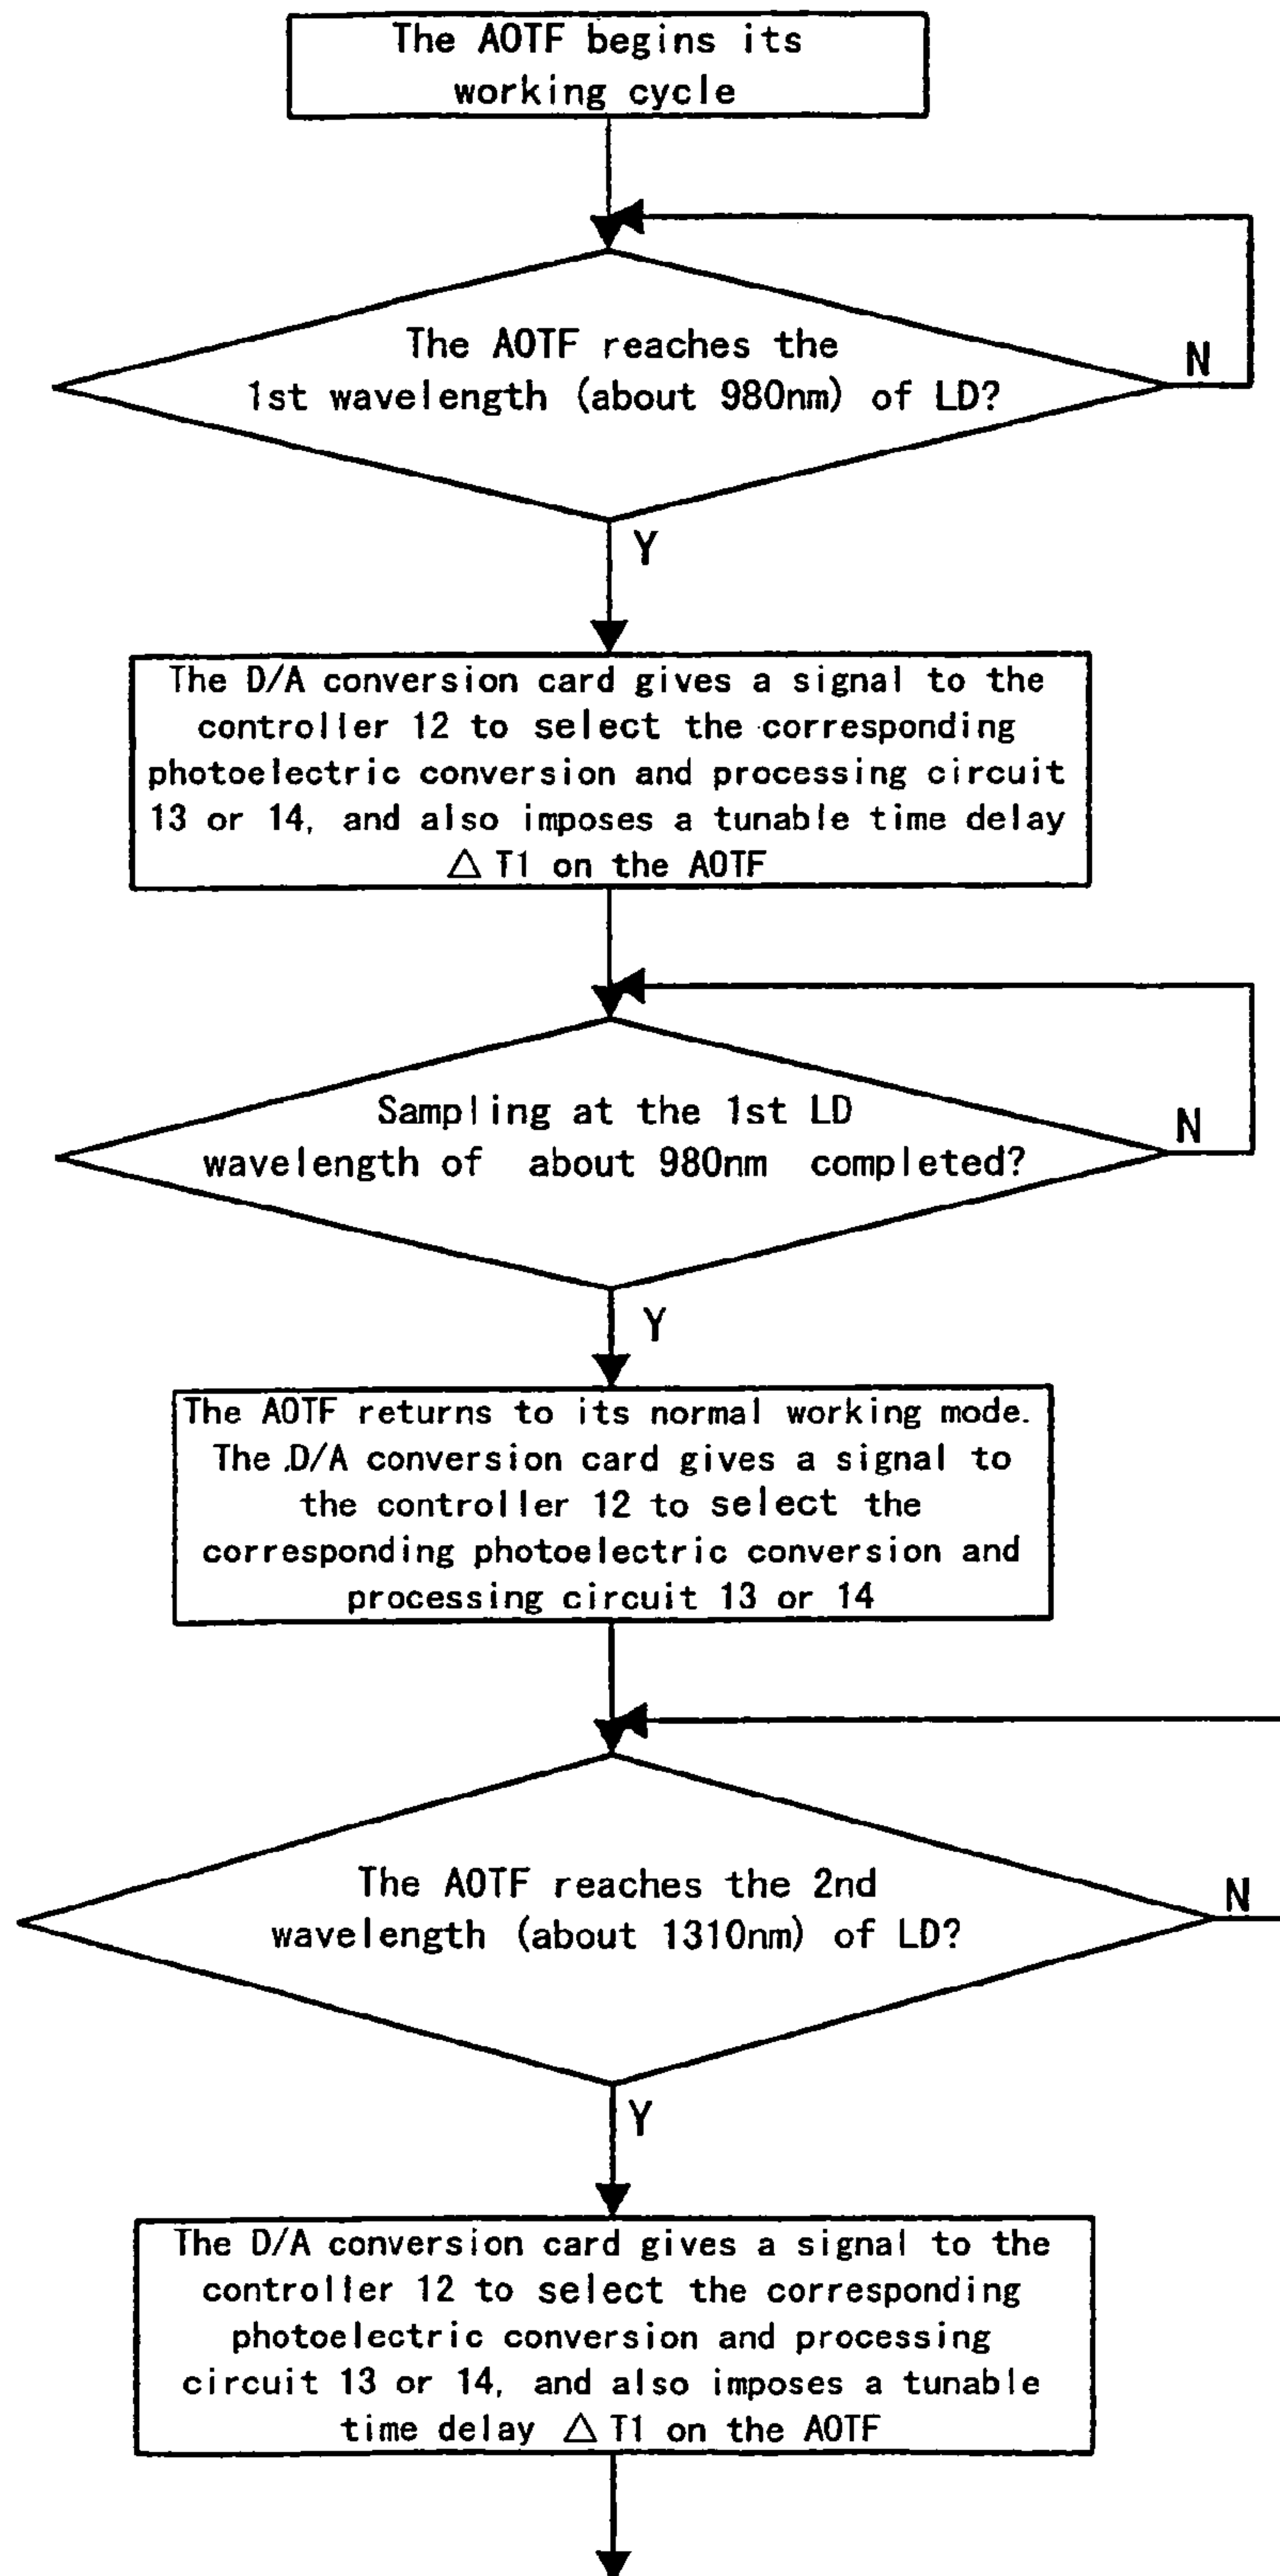 The AOTF begins its
working cycle
The AOTF reaches the
1st wavelength (about 980nm) of LD?
N
Y
The D/A conversion card gives a signal to the
controller 12 to select the corresponding
photoelectric conversion and processing circuit
13 or 14, and also imposes a tunable time delay
△ T1 on the AOTF
Sampling at the 1st LD
wavelength of about 980nm completed?
N
Y
The AOTF returns to its normal working mode.
The D/A conversion card gives a signal to
the controller 12 to select the
corresponding photoelectric conversion and
processing circuit 13 or 14
The AOTF reaches the 2nd
wavelength (about 1310nm) of LD?
N
Y
The D/A conversion card gives a signal to the
controller 12 to select the corresponding
photoelectric conversion and processing
circuit 13 or 14, and also imposes a tunable
time delay △ T1 on the AOTF